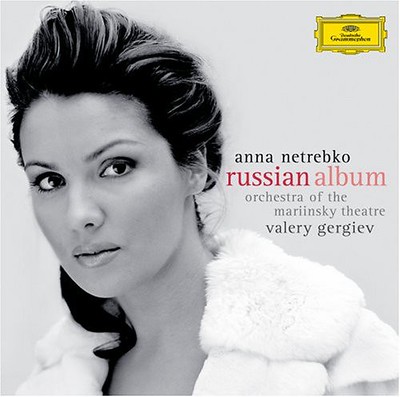 Deutsche
Grammophon
anna netrebko
russian album
orchestra of the
mariinsky theatre
valery gergiev